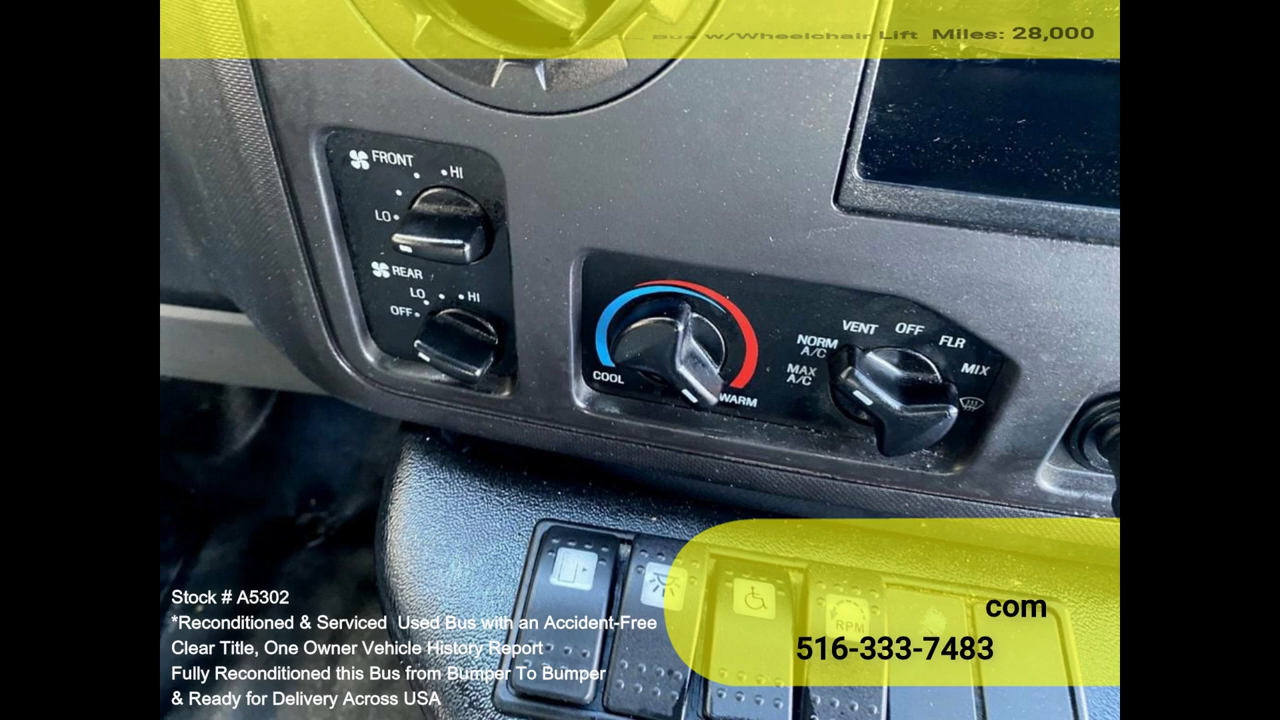 Bus w/Wheelchair Lift Miles: 28,000
FRONT
HI
LO
REAR
LO
HI
OFF
COOL
WARM
VENT
OFF
NORM
A/C
FLR
MAX
A/C
MIX
RPM
com
516-333-7483
Stock # A5302
*Reconditioned & Serviced Used Bus with an Accident-Free
Clear Title, One Owner Vehicle History Report
Fully Reconditioned this Bus from Bumper To Bumper
& Ready for Delivery Across USA